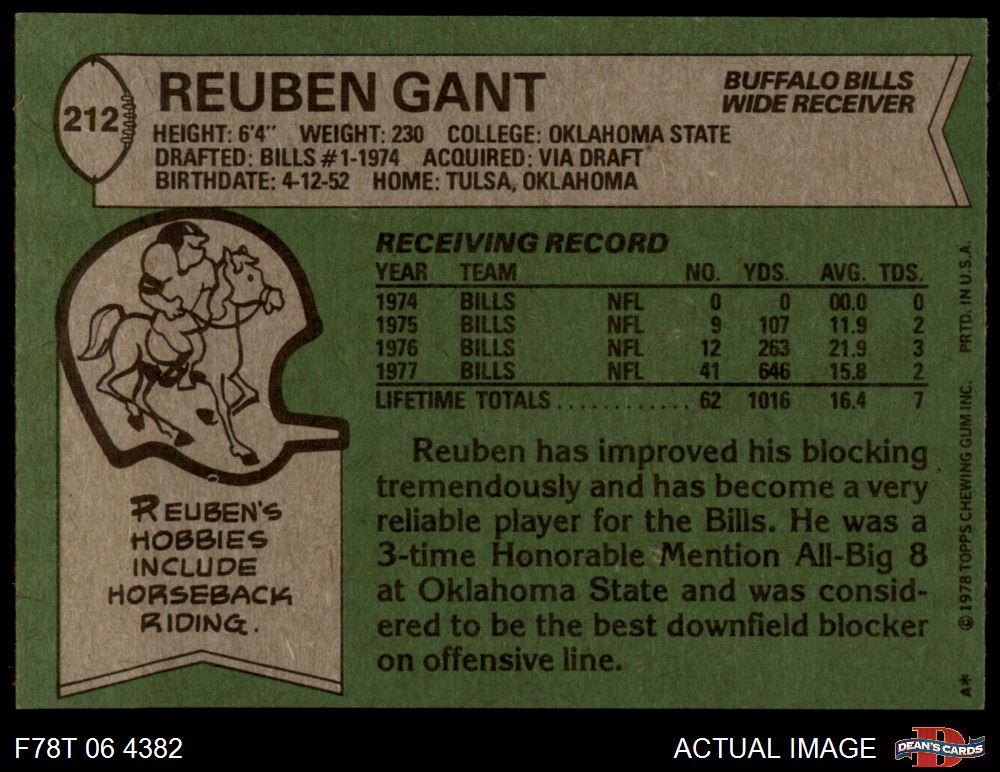 212
REUBEN GANT
BUFFALO BILLS
WIDE RECEIVER
HEIGHT: 6'4" WEIGHT: 230 COLLEGE: OKLAHOMA STATE
DRAFTED: BILLS #1-1974 ACQUIRED: VIA DRAFT
BIRTHDATE: 4-12-52 HOME: TULSA, OKLAHOMA
RECEIVING RECORD
YEAR TEAM NO. YDS. AVG. TDS.
1974 BILLS NFL 0 0 00.0 0
1975 BILLS NFL 9 107 11.9 2
1976 BILLS NFL 12 263 21.9 3
1977 BILLS NFL 41 646 15.8 2
LIFETIME TOTALS ............ 62 1016 16.4 7
Reuben has improved his blocking
tremendously and has become a very
reliable player for the Bills. He was a
3-time Honorable Mention All-Big 8
at Oklahoma State and was consid-
ered to be the best downfield blocker
on offensive line.
REUBEN'S
HOBBIES
INCLUDE
HORSEBACK
RIDING.
A* © 1978 TOPPS CHEWING GUM INC. PRTD. IN U.S.A.
F78T 06 4382
ACTUAL IMAGE
D
DEAN'S CARDS